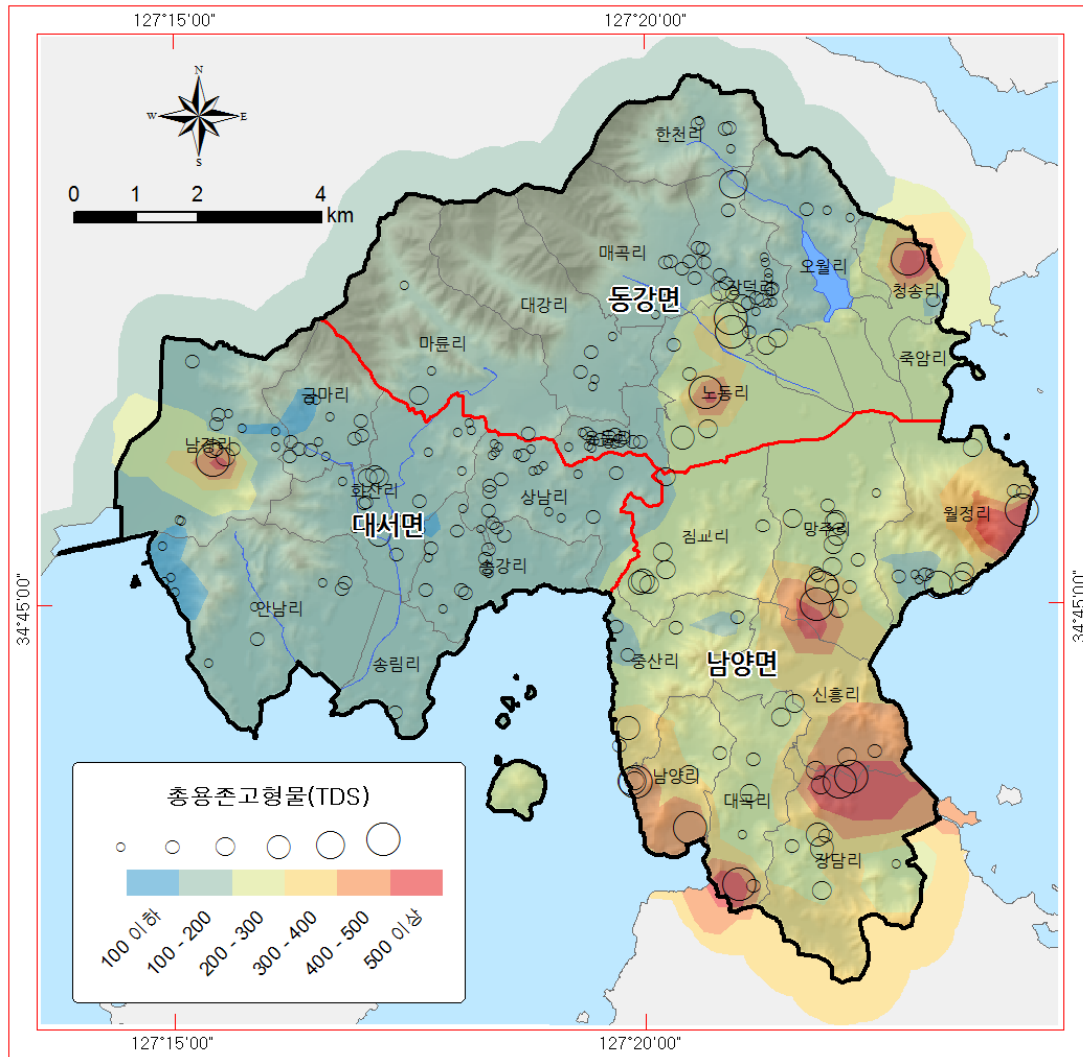 127°15'00" 127°20'00"
N
W E
S
0 1 2 4
km
한천리
매곡리
오월리
장덕리
청송리
대강리
동강면
마륜리
죽암리
금마리
노동리
남정리
유둔리
화산리
상남리
월정리
대서면
침교리
망주리
송강리
안남리
34°45'00" 34°45'00"
송림리
중산리
남양면
신흥리
남양리
대곡리
장담리
총용존고형물(TDS)
100 이하
100 - 200
200 - 300
300 - 400
400 - 500
500 이상
127°15'00" 127°20'00"